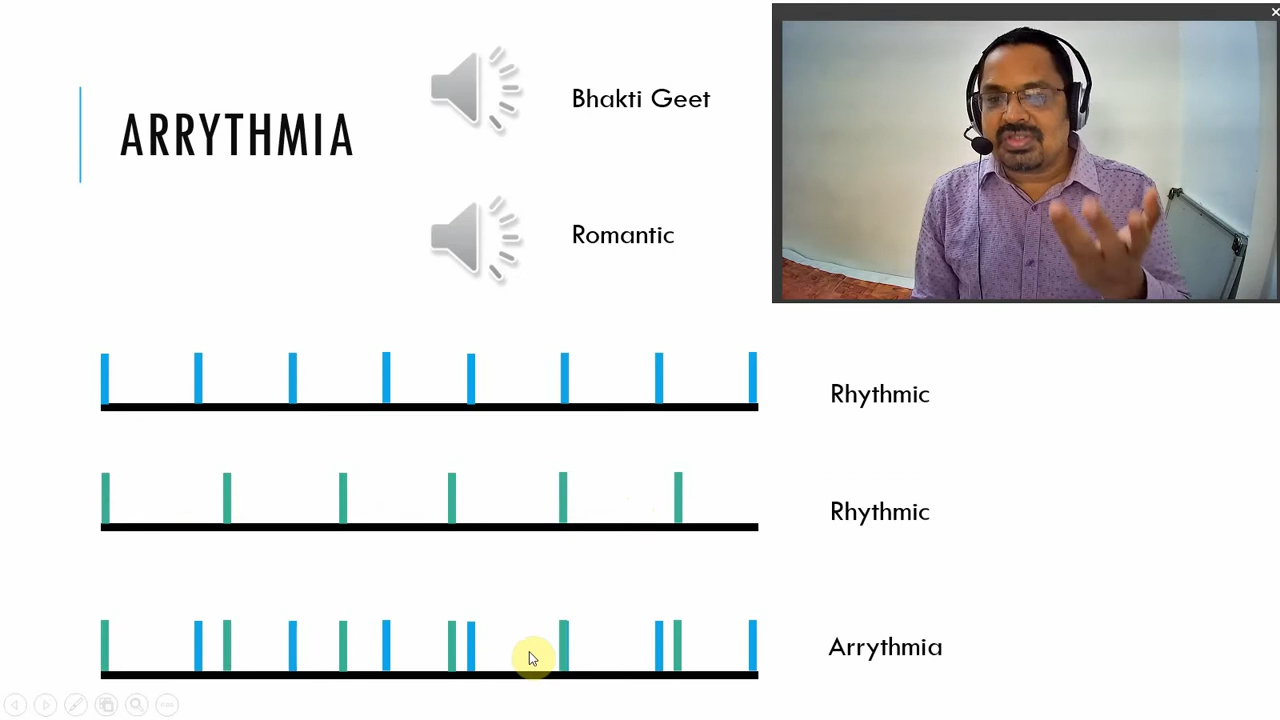 ARRYTHMIA
Bhakti Geet
Romantic
Rhythmic
Rhythmic
Arrythmia